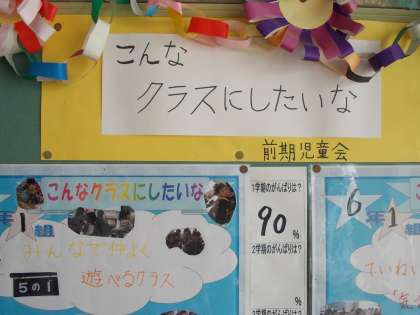 こんな
クラスにしたいな
前期児童会
こんなクラスにしたいな
年 組
1
みんなで仲よく
遊べるクラス
5の1
1学期のがんばりは?
90 %
2学期のがんばりは?
%
6
年
1